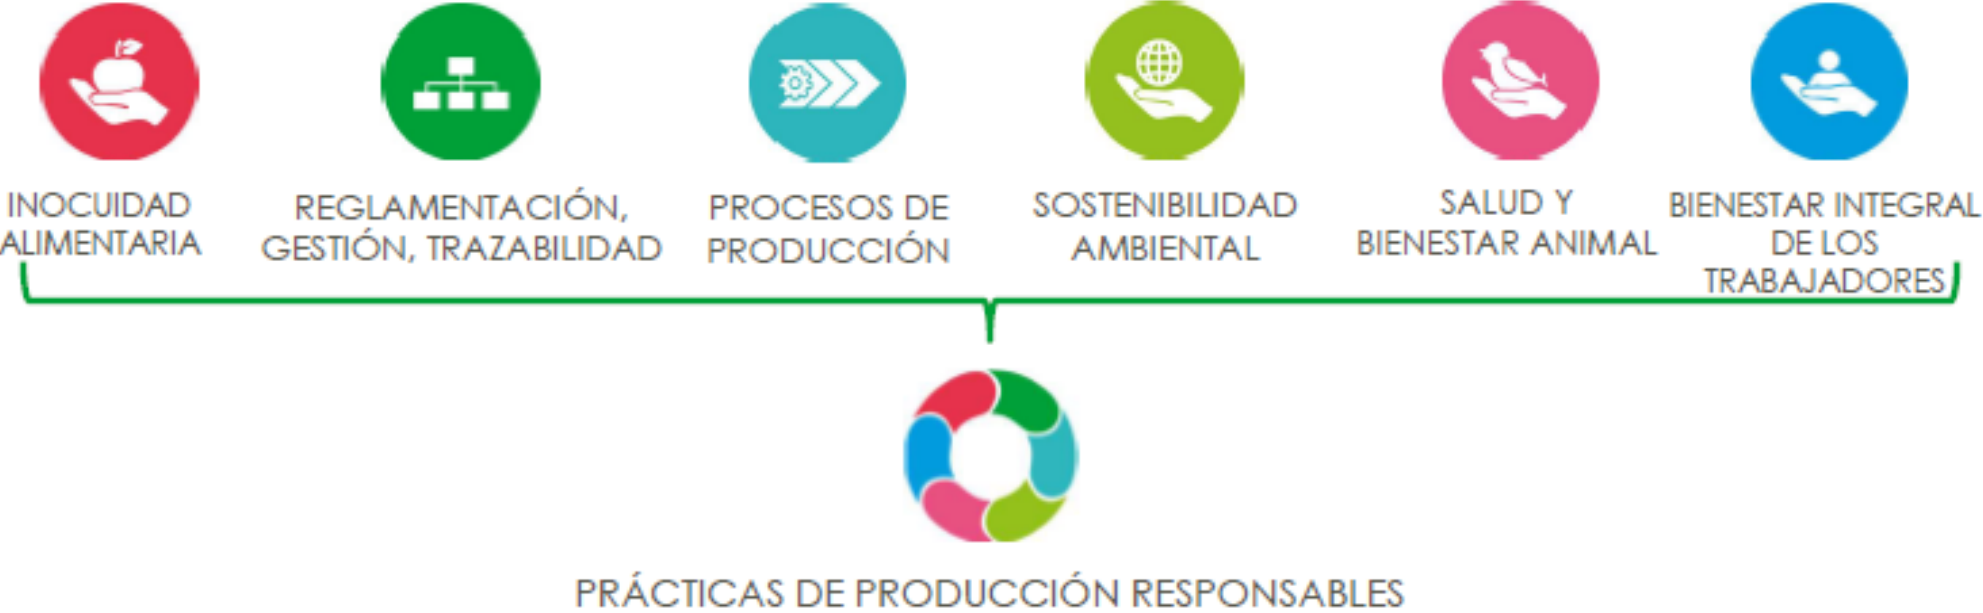 INOCUIDAD
ALIMENTARIA
REGLAMENTACIÓN,
GESTIÓN, TRAZABILIDAD
PROCESOS DE
PRODUCCIÓN
SOSTENIBILIDAD
AMBIENTAL
SALUD Y
BIENESTAR ANIMAL
BIENESTAR INTEGRAL
DE LOS
TRABAJADORES
PRÁCTICAS DE PRODUCCIÓN RESPONSABLES